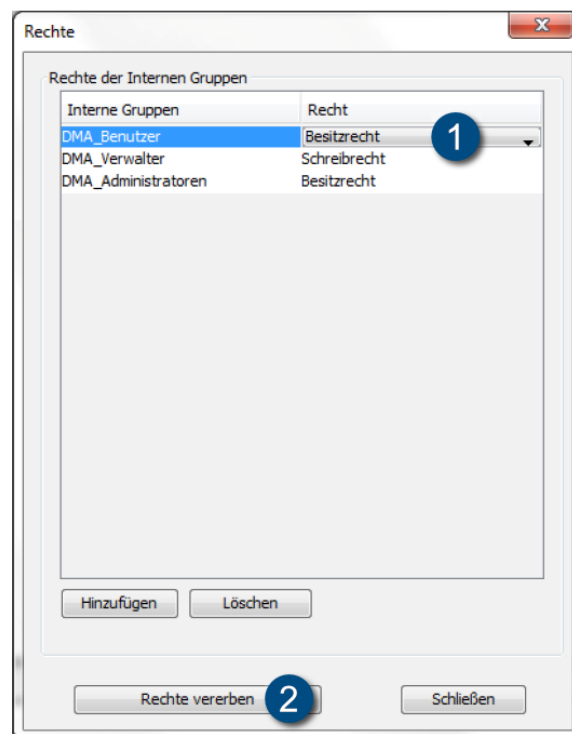 Rechte
Rechte der Internen Gruppen
Interne Gruppen Recht
DMA_Benutzer Besitzrecht 1
DMA_Verwalter Schreibrecht
DMA_Administratoren Besitzrecht
Hinzufügen Löschen
Rechte vererben 2 Schließen